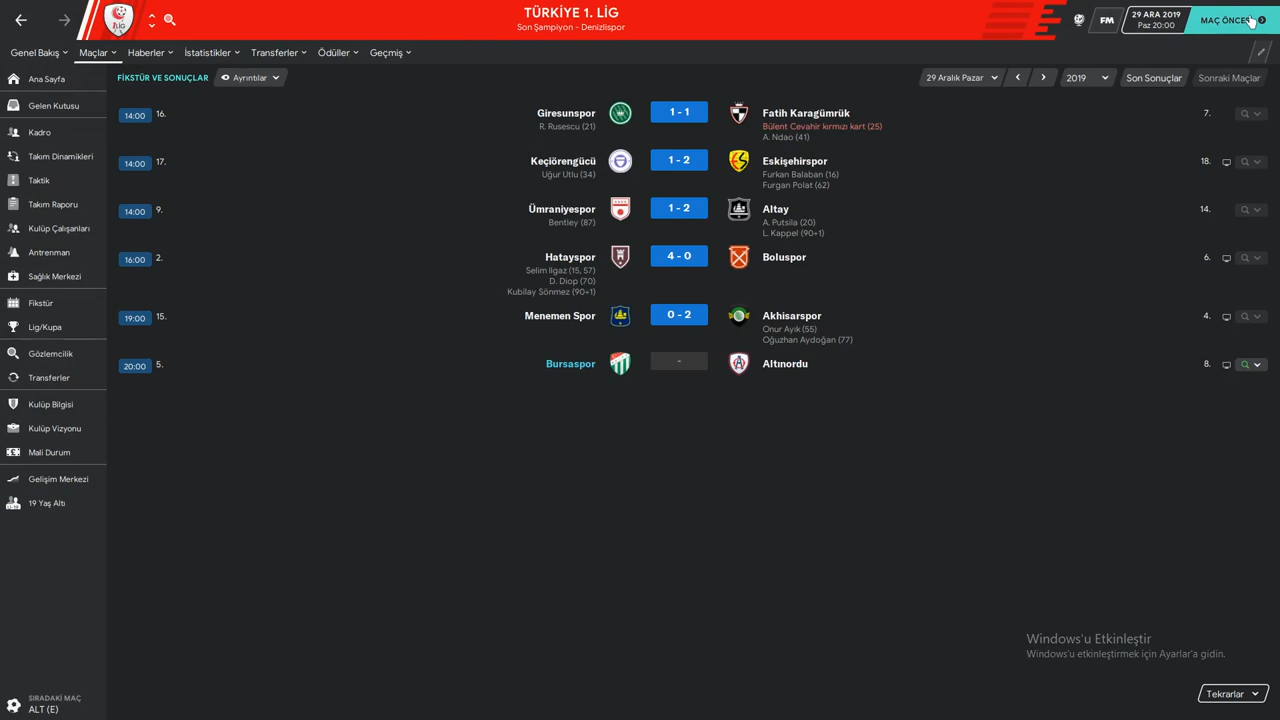 TÜRKİYE 1. LİG
Son Şampiyon - Denizlispor
1.LİG
FM
29 ARA 2019
Paz 20:00
MAÇ ÖNCESİ
Genel Bakış
Maçlar
Haberler
İstatistikler
Transferler
Ödüller
Geçmiş
Ana Sayfa
Gelen Kutusu
Kadro
Takım Dinamikleri
Taktik
Takım Raporu
Kulüp Çalışanları
Antrenman
Sağlık Merkezi
Fikstür
Lig/Kupa
Gözlemcilik
Transferler
Kulüp Bilgisi
Kulüp Vizyonu
Mali Durum
Gelişim Merkezi
19 Yaş Altı
SIRADAKİ MAÇ
ALT (E)
FİKSTÜR VE SONUÇLAR
Ayrıntılar
29 Aralık Pazar
2019
Son Sonuçlar
Sonraki Maçlar
14:00 16. Giresunspor 1 - 1 Fatih Karagümrük 7.
R. Rusescu (21) Bülent Cevahir kırmızı kart (25)
A. Ndao (41)
14:00 17. Keçiörengücü 1 - 2 Eskişehirspor 18.
Uğur Utlu (34) Furkan Balaban (16)
Furgan Polat (62)
14:00 9. Ümraniyespor 1 - 2 Altay 14.
Bentley (87) A. Putsila (20)
L. Kappel (90+1)
16:00 2. Hatayspor 4 - 0 Boluspor 6.
Selim Ilgaz (15, 57)
D. Diop (70)
Kubilay Sönmez (90+1)
19:00 15. Menemen Spor 0 - 2 Akhisarspor 4.
Onur Ayık (55)
Oğuzhan Aydoğan (77)
20:00 5. Bursaspor - Altınordu 8.
Windows'u Etkinleştir
Windows'u etkinleştirmek için Ayarlar'a gidin.
Tekrarlar